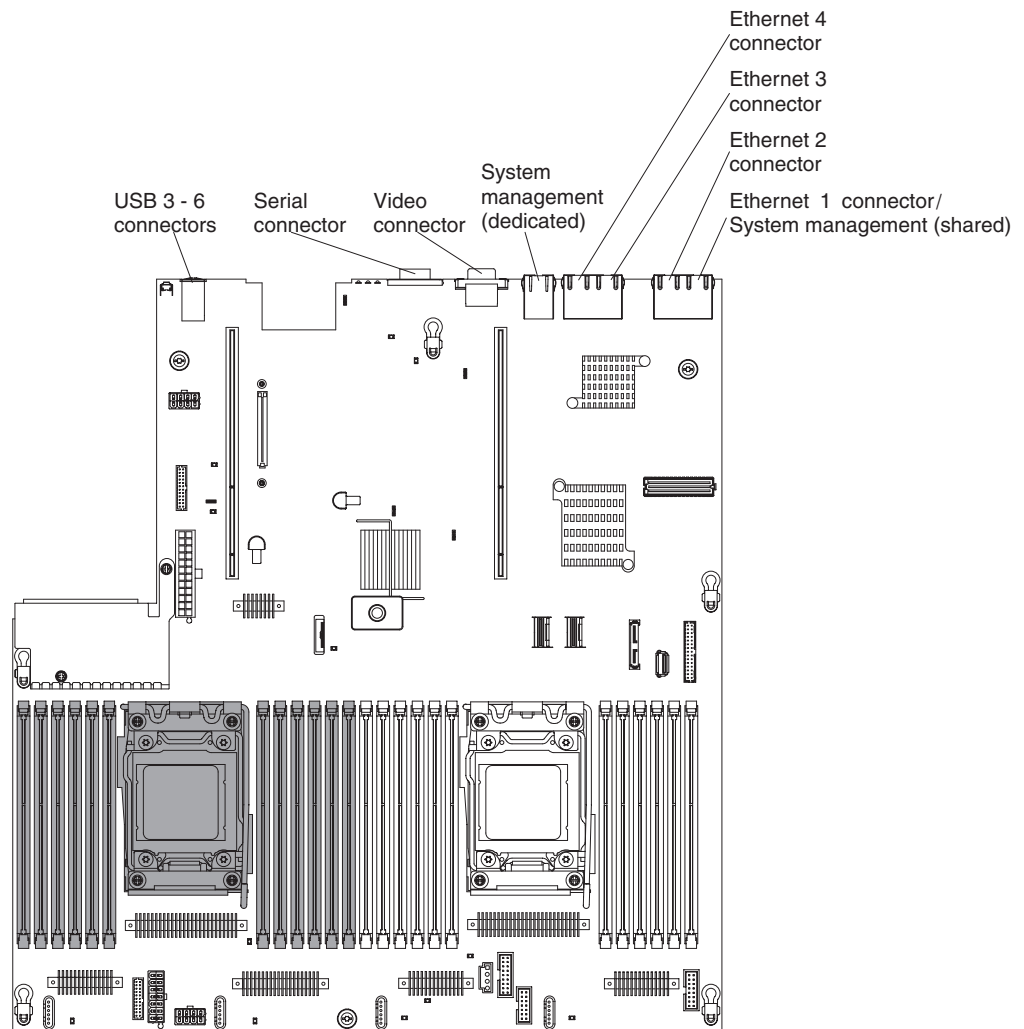 Ethernet 4
connector
Ethernet 3
connector
Ethernet 2
connector
Ethernet 1 connector/
System management (shared)
System
management
(dedicated)
Video
connector
Serial
connector
USB 3 - 6
connectors